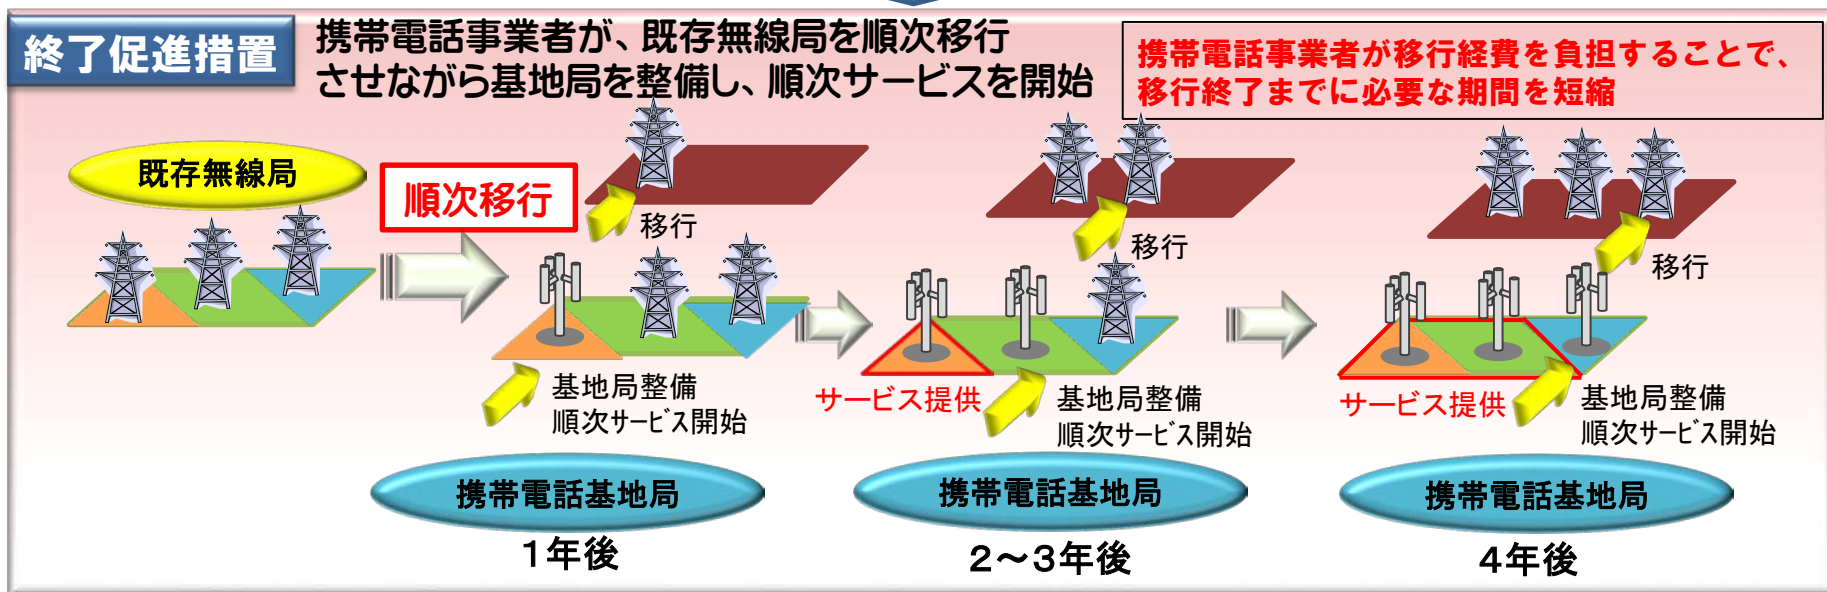 終了促進措置
携帯電話事業者が、既存無線局を順次移行
させながら基地局を整備し、順次サービスを開始
携帯電話事業者が移行経費を負担することで、
移行終了までに必要な期間を短縮
既存無線局
順次移行
移行
移行
移行
基地局整備
順次サービス開始
サービス提供
基地局整備
順次サービス開始
サービス提供
基地局整備
順次サービス開始
携帯電話基地局
携帯電話基地局
携帯電話基地局
1年後
2～3年後
4年後